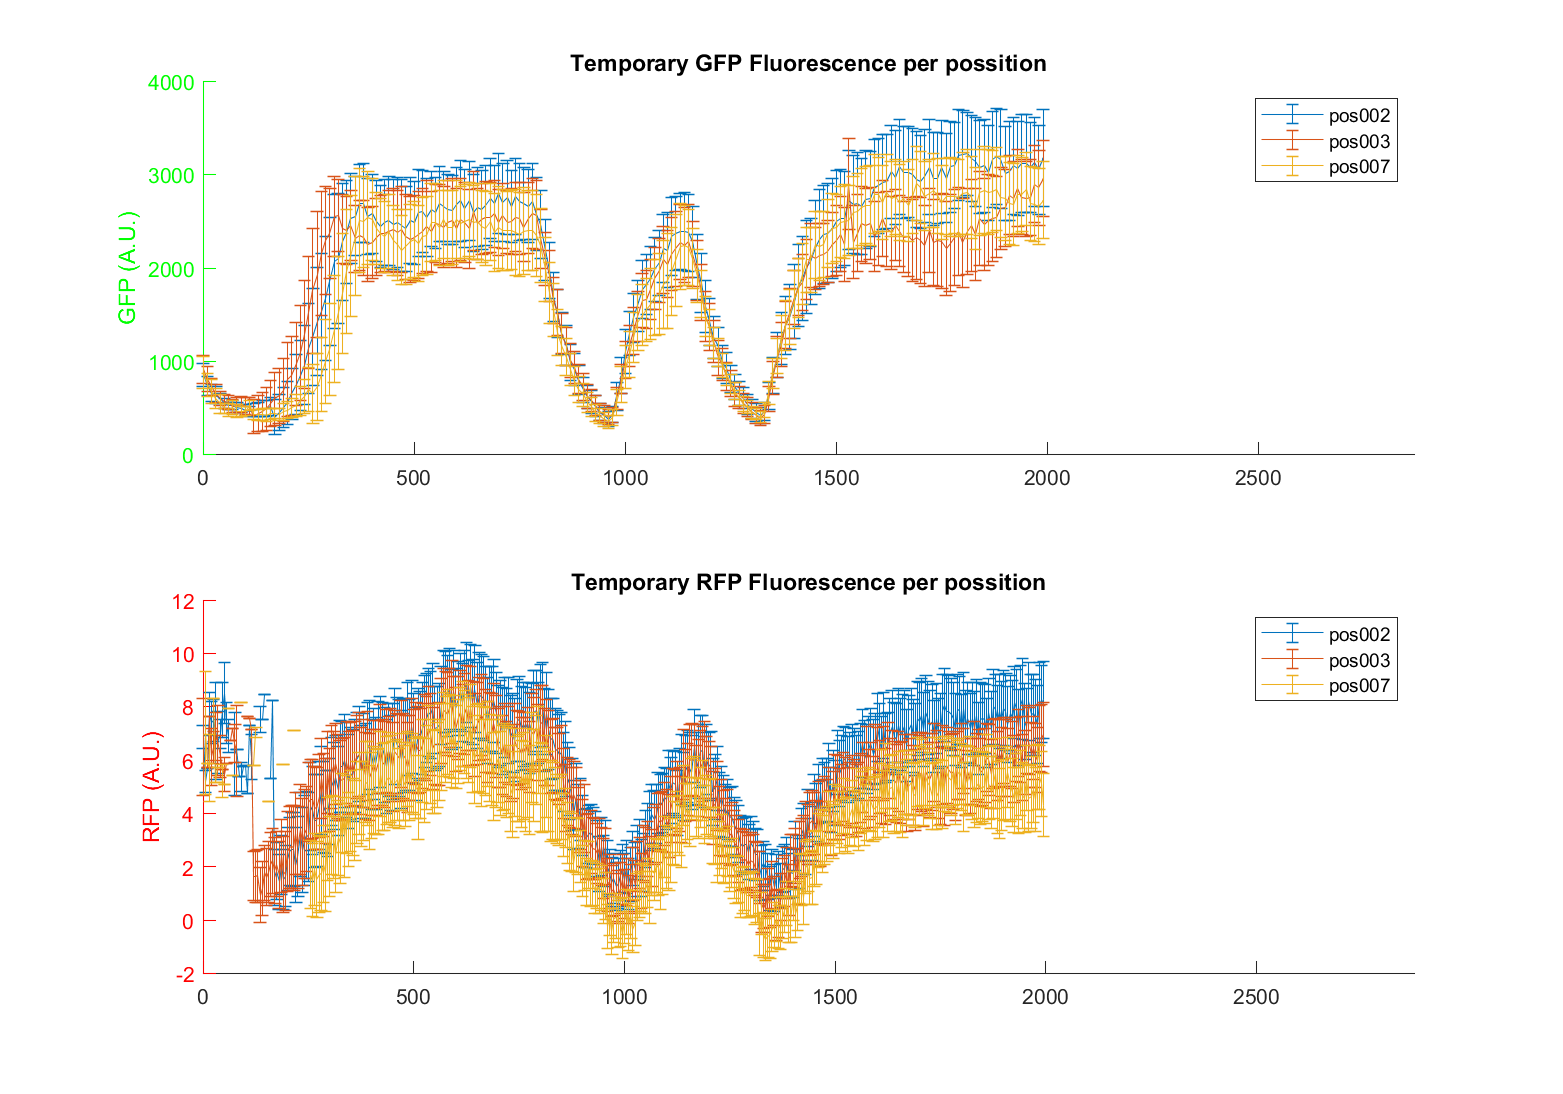 Temporary GFP Fluorescence per possition
GFP (A.U.)
4000
3000
2000
1000
0
0 500 1000 1500 2000 2500
pos002
pos003
pos007
Temporary RFP Fluorescence per possition
RFP (A.U.)
12
10
8
6
4
2
0
-2
0 500 1000 1500 2000 2500
pos002
pos003
pos007